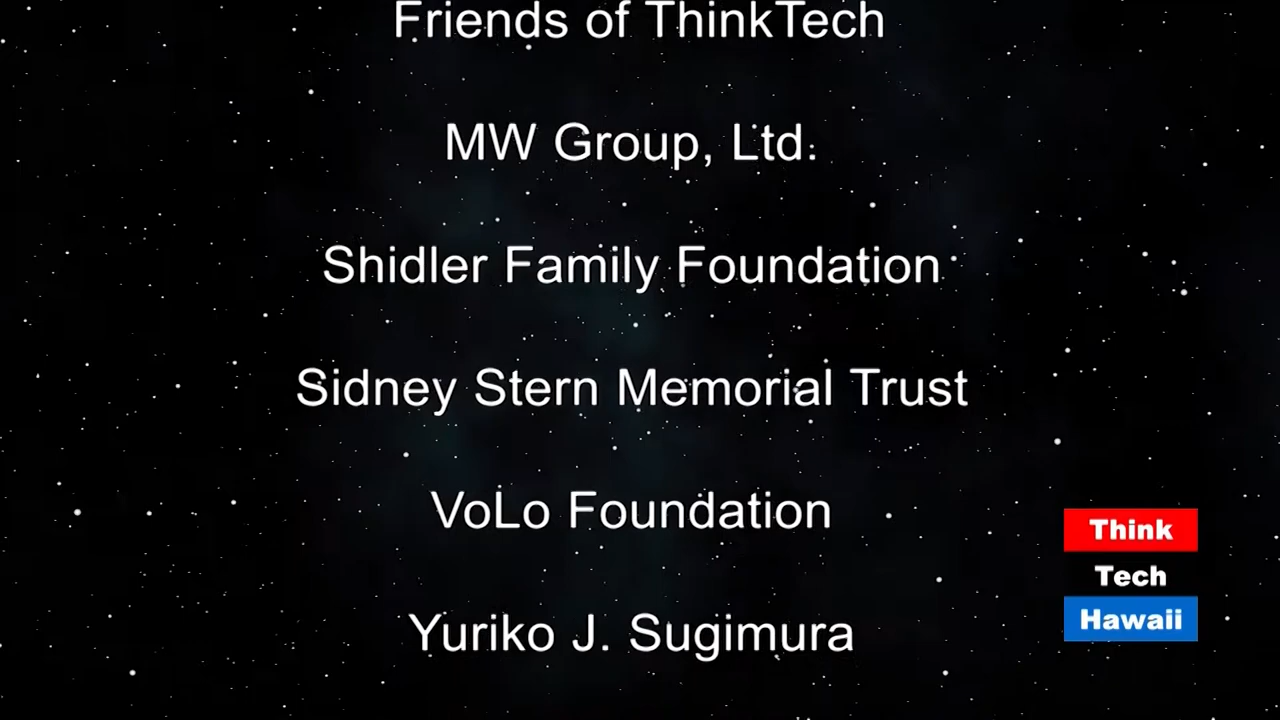 Friends of ThinkTech
MW Group, Ltd.
Shidler Family Foundation
Sidney Stern Memorial Trust
VoLo Foundation
Yuriko J. Sugimura
Think
Tech
Hawaii